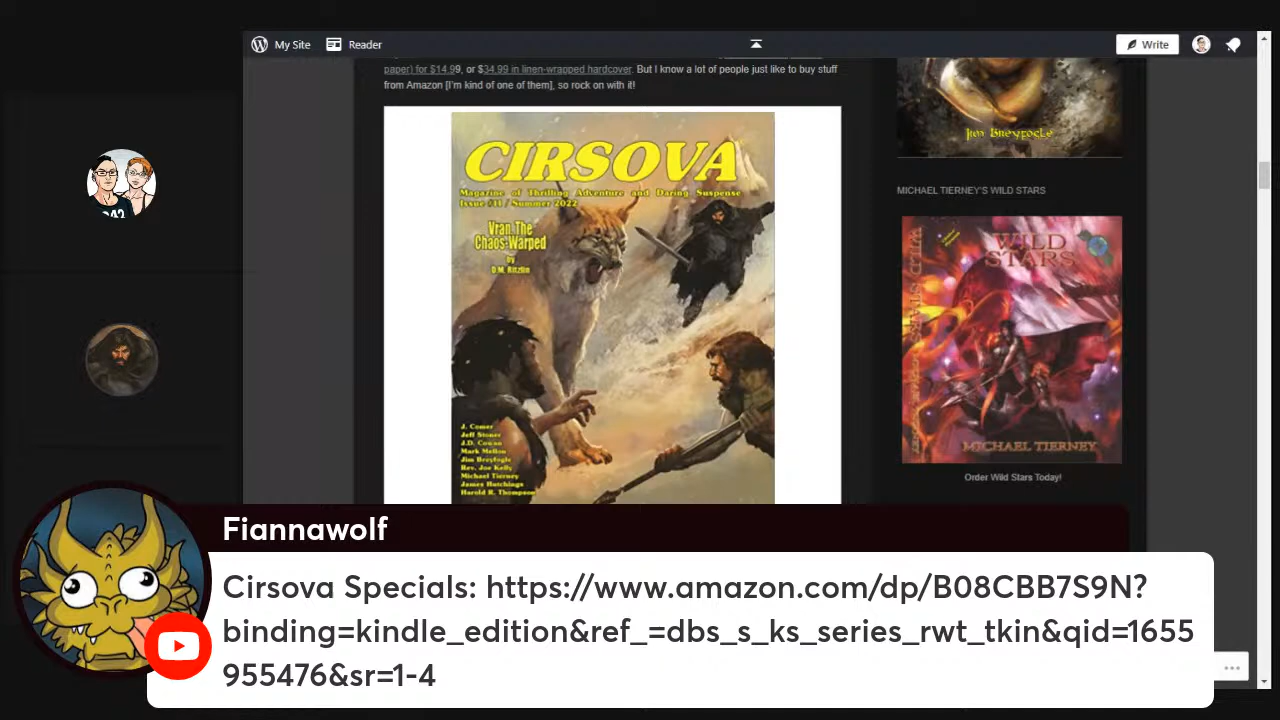 My Site
Reader
Write
paper) for $14.99, or $34.99 in linen-wrapped hardcover. But I know a lot of people just like to buy stuff
from Amazon [I'm kind of one of them], so rock on with it!
CIRSOVA
Magazine of Thrilling Adventure and Daring Suspense
Issue #11 / Summer 2022
Vran, The
Chaos-Warped
by
D.M. Ritzlin
J. Comer
Jeff Stoner
J.D. Cowan
Mark Mellon
Jim Breyfogle
Rev. Joe Kelly
Michael Tierney
James Hutchings
Harold R. Thompson
Jim Breyfogle
MICHAEL TIERNEY'S WILD STARS
WILD
STARS
MICHAEL TIERNEY
Order Wild Stars Today!
Fiannawolf
Cirsova Specials: https://www.amazon.com/dp/B08CBB7S9N?
binding=kindle_edition&ref_=dbs_s_ks_series_rwt_tkin&qid=1655
955476&sr=1-4